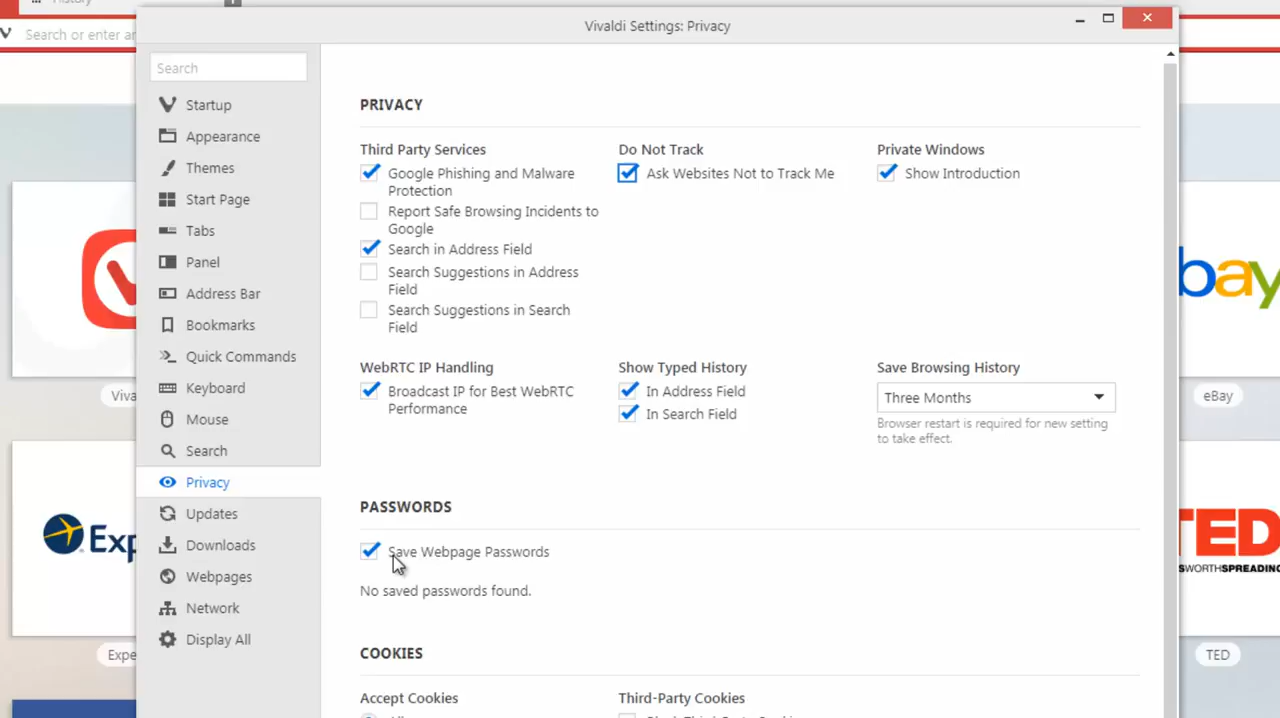 History
Vivaldi Settings: Privacy
Search or enter
Search
Startup
Appearance
Themes
Start Page
Tabs
Panel
Address Bar
Bookmarks
Quick Commands
Keyboard
Mouse
Search
Privacy
Updates
Downloads
Webpages
Network
Display All
PRIVACY
Third Party Services
Google Phishing and Malware
Protection
Report Safe Browsing Incidents to
Google
Search in Address Field
Search Suggestions in Address
Field
Search Suggestions in Search
Field
Do Not Track
Ask Websites Not to Track Me
Private Windows
Show Introduction
WebRTC IP Handling
Broadcast IP for Best WebRTC
Performance
Show Typed History
In Address Field
In Search Field
Save Browsing History
Three Months
Browser restart is required for new setting
to take effect.
PASSWORDS
Save Webpage Passwords
No saved passwords found.
COOKIES
Accept Cookies
Third-Party Cookies
Viva
Exp
Expe
bay
eBay
TED
SWORTHSPREADING
TED